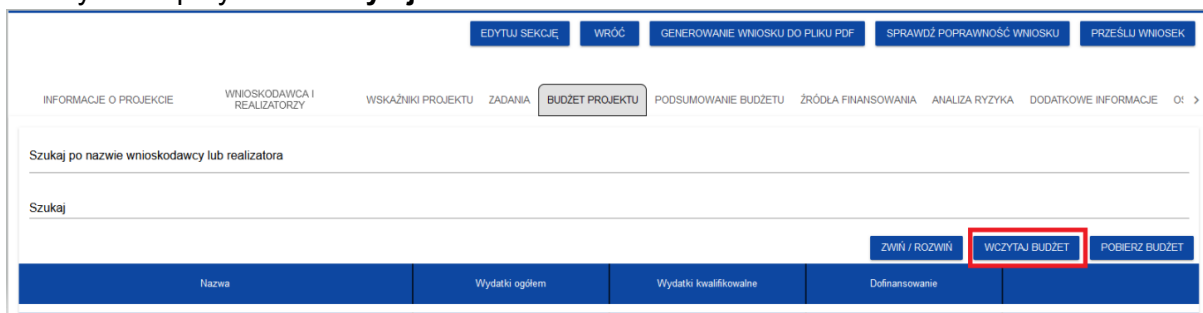 EDYTUJ SEKCJĘ WRÓĆ GENEROWANIE WNIOSKU DO PLIKU PDF SPRAWDŹ POPRAWNOŚĆ WNIOSKU PRZEŚLIJ WNIOSEK
INFORMACJE O PROJEKCIE WNIOSKODAWCA I REALIZATORZY WSKAŹNIKI PROJEKTU ZADANIA BUDŻET PROJEKTU PODSUMOWANIE BUDŻETU ŹRÓDŁA FINANSOWANIA ANALIZA RYZYKA DODATKOWE INFORMACJE
Szukaj po nazwie wnioskodawcy lub realizatora
Szukaj
ZWIŃ / ROZWIŃ WCZYTAJ BUDŻET POBIERZ BUDŻET
Nazwa Wydatki ogółem Wydatki kwalifikowalne Dofinansowanie